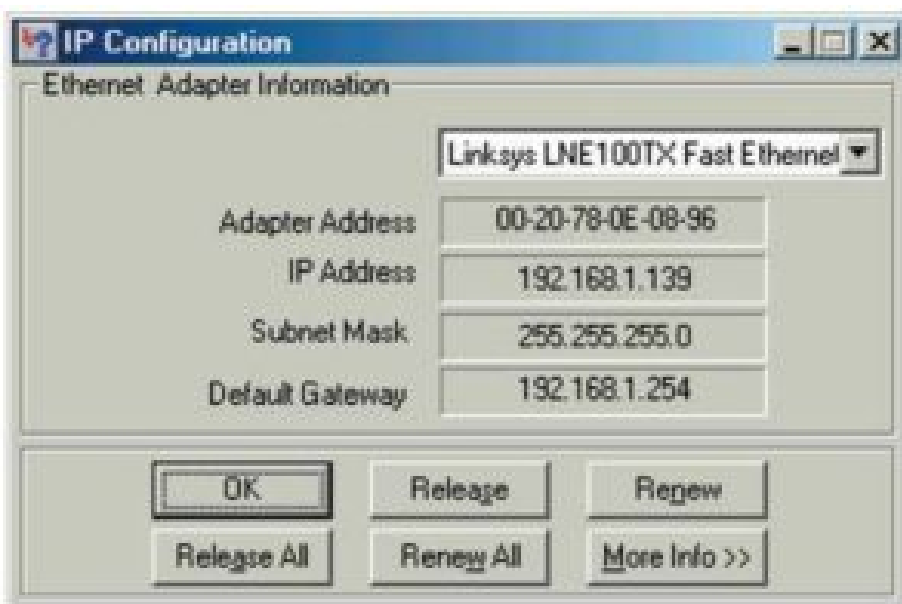 IP Configuration
Ethernet Adapter Information
Linksys LNE100TX Fast Ethernet
Adapter Address 00-20-78-0E-08-96
IP Address 192.168.1.139
Subnet Mask 255.255.255.0
Default Gateway 192.168.1.254
OK Release Renew
Release All Renew All More Info >>